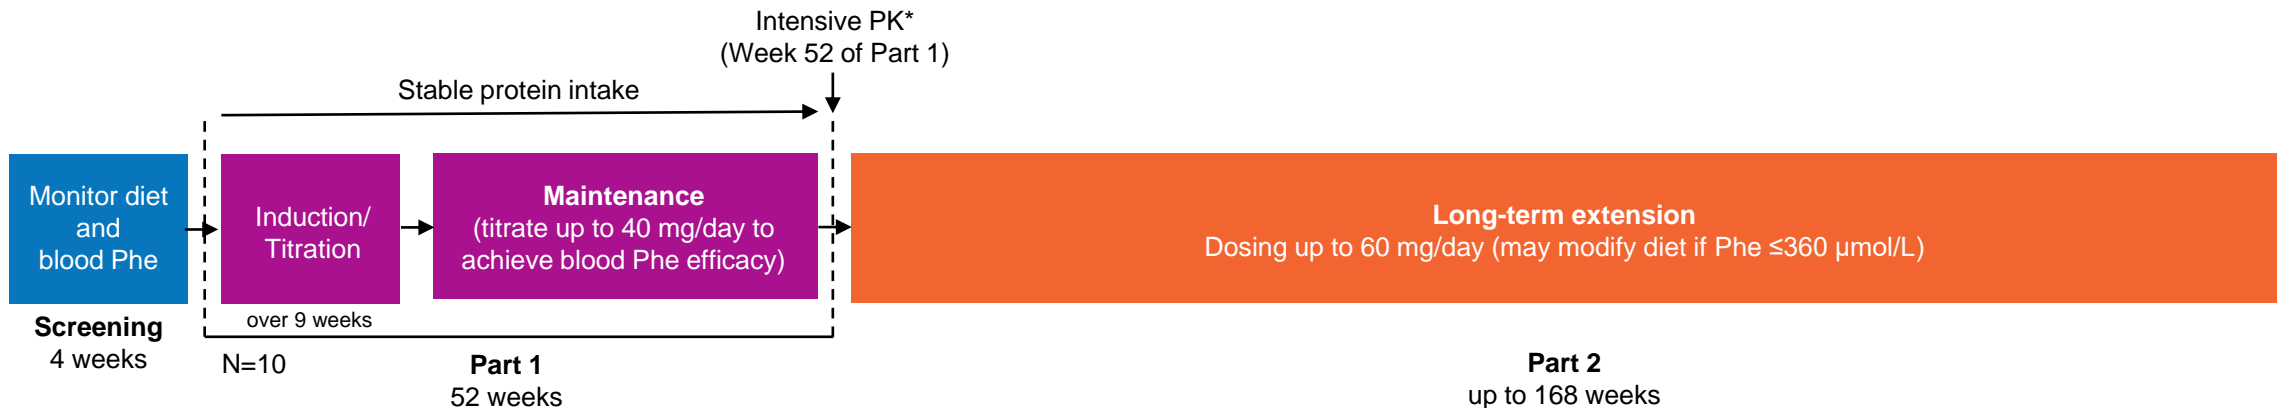 Intensive PK*
(Week 52 of Part 1)
Stable protein intake
Monitor diet
and
blood Phe
Induction/
Titration
Maintenance
(titrate up to 40 mg/day to
achieve blood Phe efficacy)
Long-term extension
Dosing up to 60 mg/day (may modify diet if Phe ≤360 µmol/L)
Screening
4 weeks
over 9 weeks
N=10
Part 1
52 weeks
Part 2
up to 168 weeks